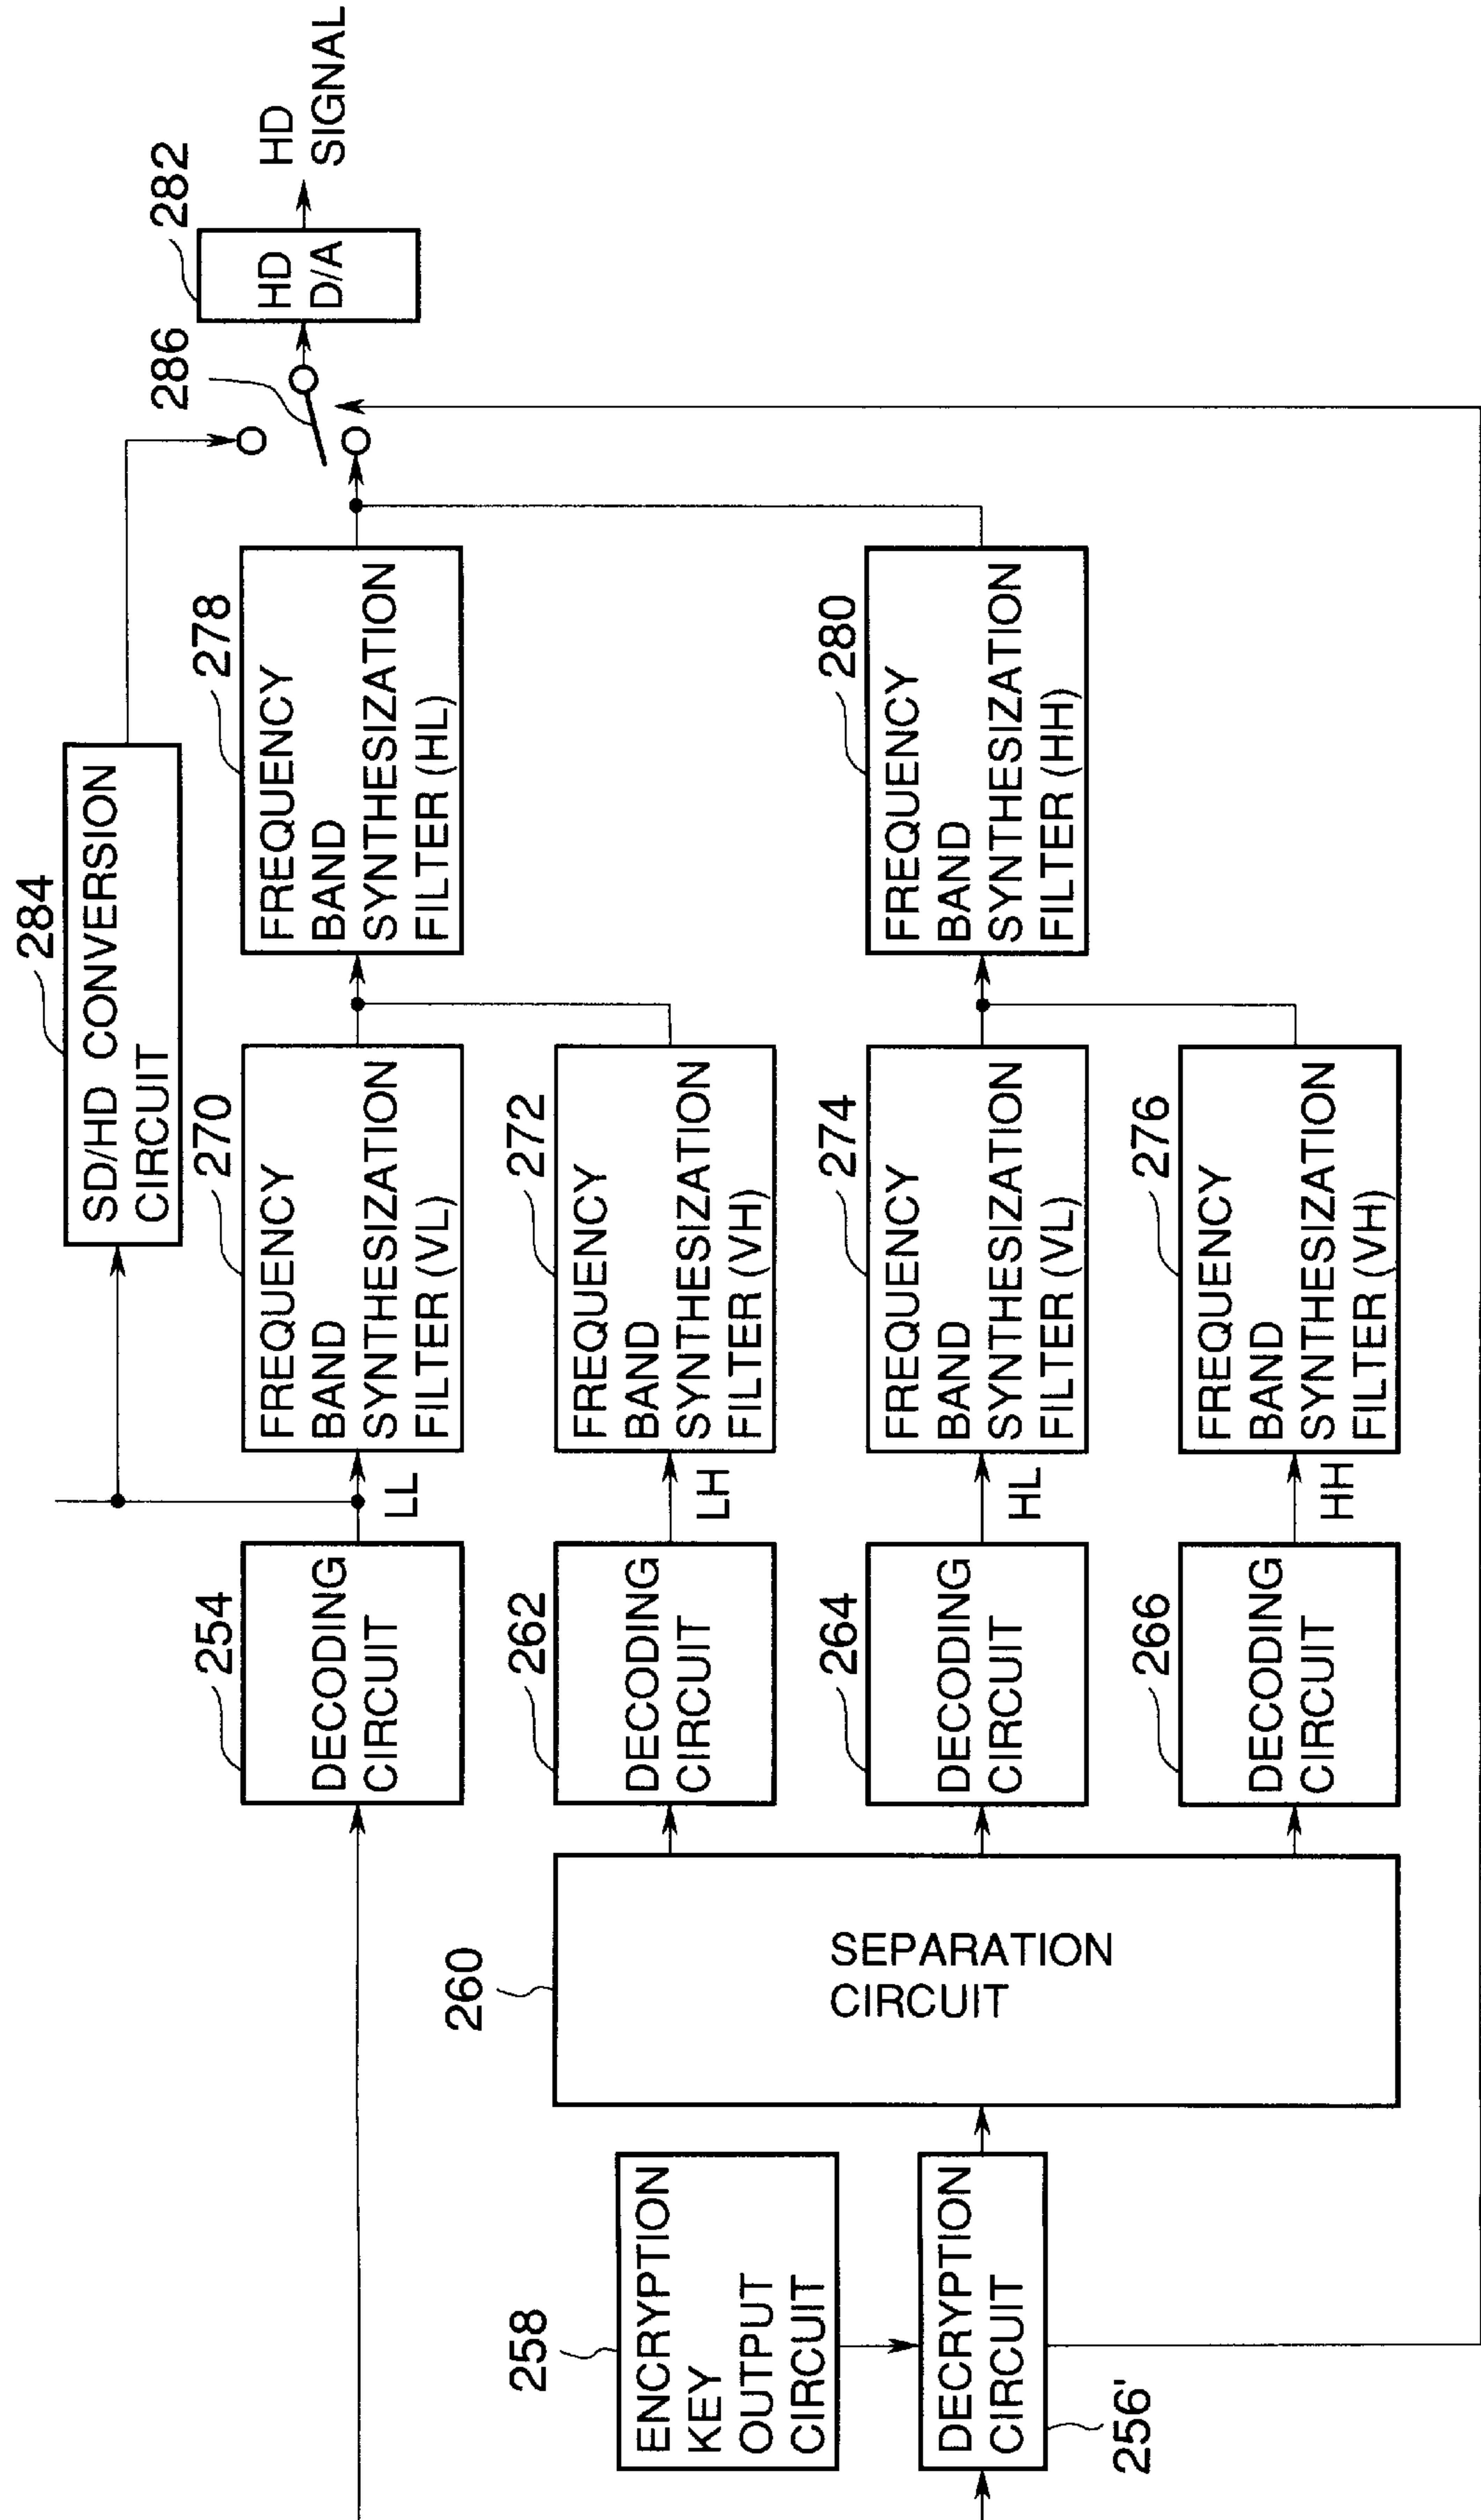 284
SD/HD CONVERSION
CIRCUIT
286
282
HD
D/A
HD
SIGNAL
254
DECODING
CIRCUIT
LL
270
FREQUENCY
BAND
SYNTHESIZATION
FILTER (VL)
278
FREQUENCY
BAND
SYNTHESIZATION
FILTER (HL)
260
SEPARATION
CIRCUIT
262
DECODING
CIRCUIT
LH
272
FREQUENCY
BAND
SYNTHESIZATION
FILTER (VH)
258
ENCRYPTION
KEY
OUTPUT
CIRCUIT
264
DECODING
CIRCUIT
HL
274
FREQUENCY
BAND
SYNTHESIZATION
FILTER (VL)
280
FREQUENCY
BAND
SYNTHESIZATION
FILTER (HH)
DECRYPTION
CIRCUIT
256'
266
DECODING
CIRCUIT
HH
276
FREQUENCY
BAND
SYNTHESIZATION
FILTER (VH)